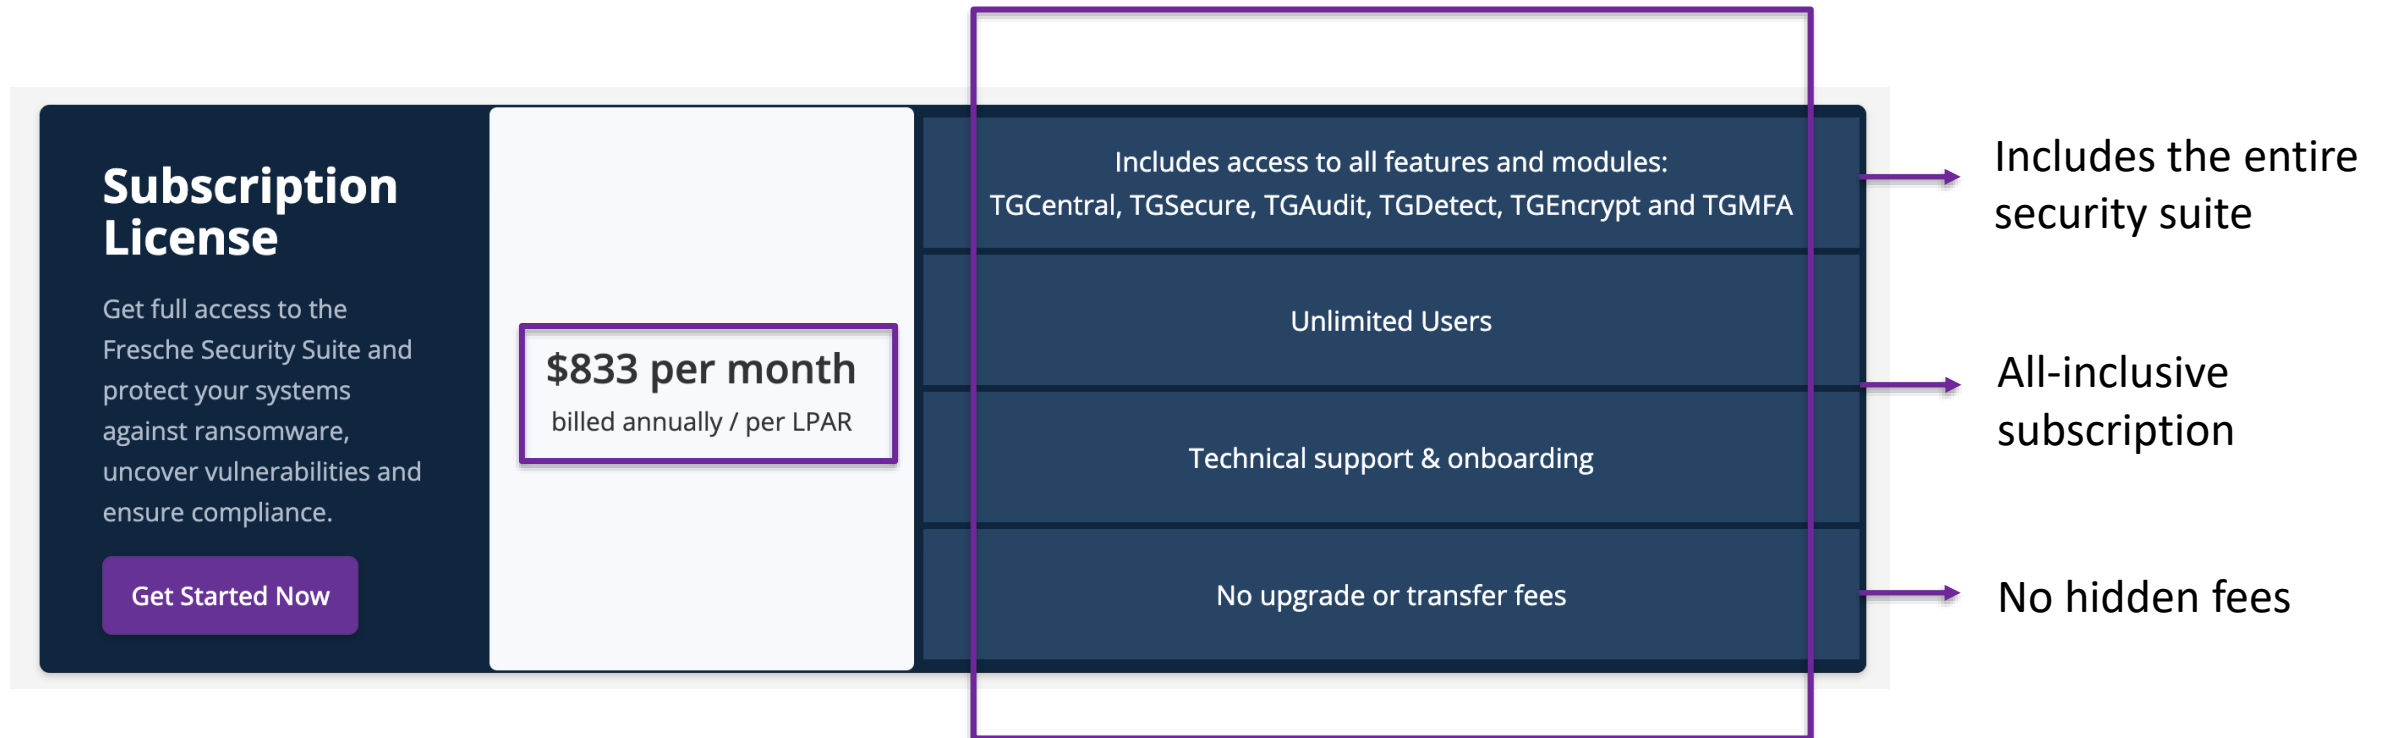 Subscription
License
Get full access to the
Fresche Security Suite and
protect your systems
against ransomware,
uncover vulnerabilities and
ensure compliance.
Get Started Now
$833 per month
billed annually / per LPAR
Includes access to all features and modules:
TGCentral, TGSecure, TGAudit, TGDetect, TGEncrypt and TGMFA
Unlimited Users
Technical support & onboarding
No upgrade or transfer fees
Includes the entire
security suite
All-inclusive
subscription
No hidden fees